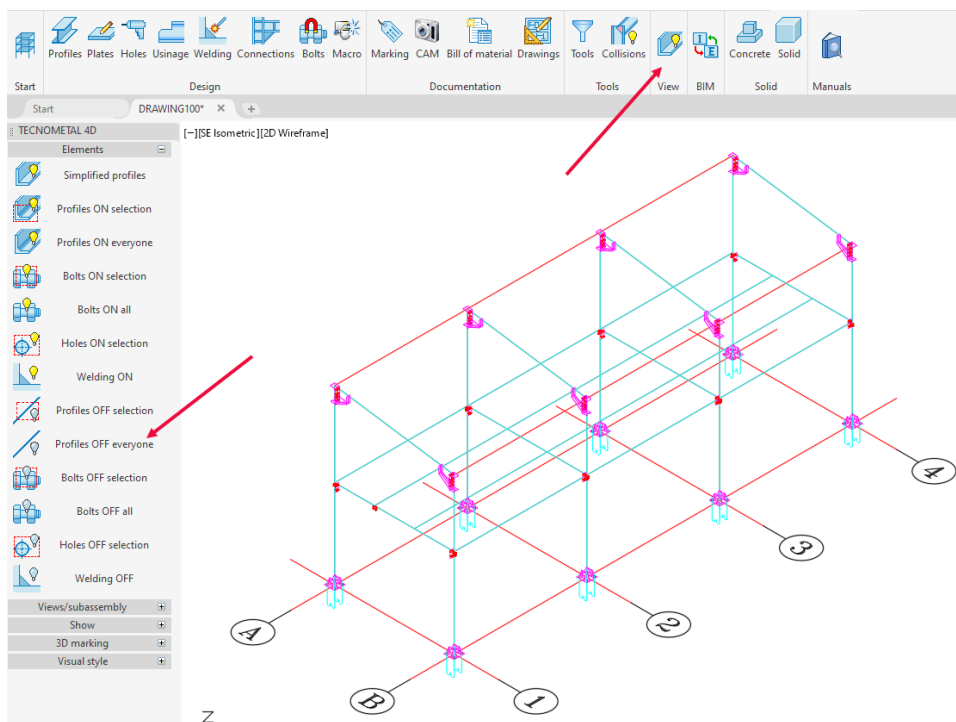 Profiles Plates Holes Usinage Welding Connections Bolts Macro Marking CAM Bill of material Drawings Tools Collisions Concrete Solid
Start Design Documentation Tools View BIM Solid Manuals
Start DRAWING100* × +
TECNOMETAL 4D
[−][SE Isometric][2D Wireframe]
Elements
Simplified profiles
Profiles ON selection
Profiles ON everyone
Bolts ON selection
Bolts ON all
Holes ON selection
Welding ON
Profiles OFF selection
Profiles OFF everyone
Bolts OFF selection
Bolts OFF all
Holes OFF selection
Welding OFF
Views/subassembly
Show
3D marking
Visual style
4
3
2
A
B
1
Z